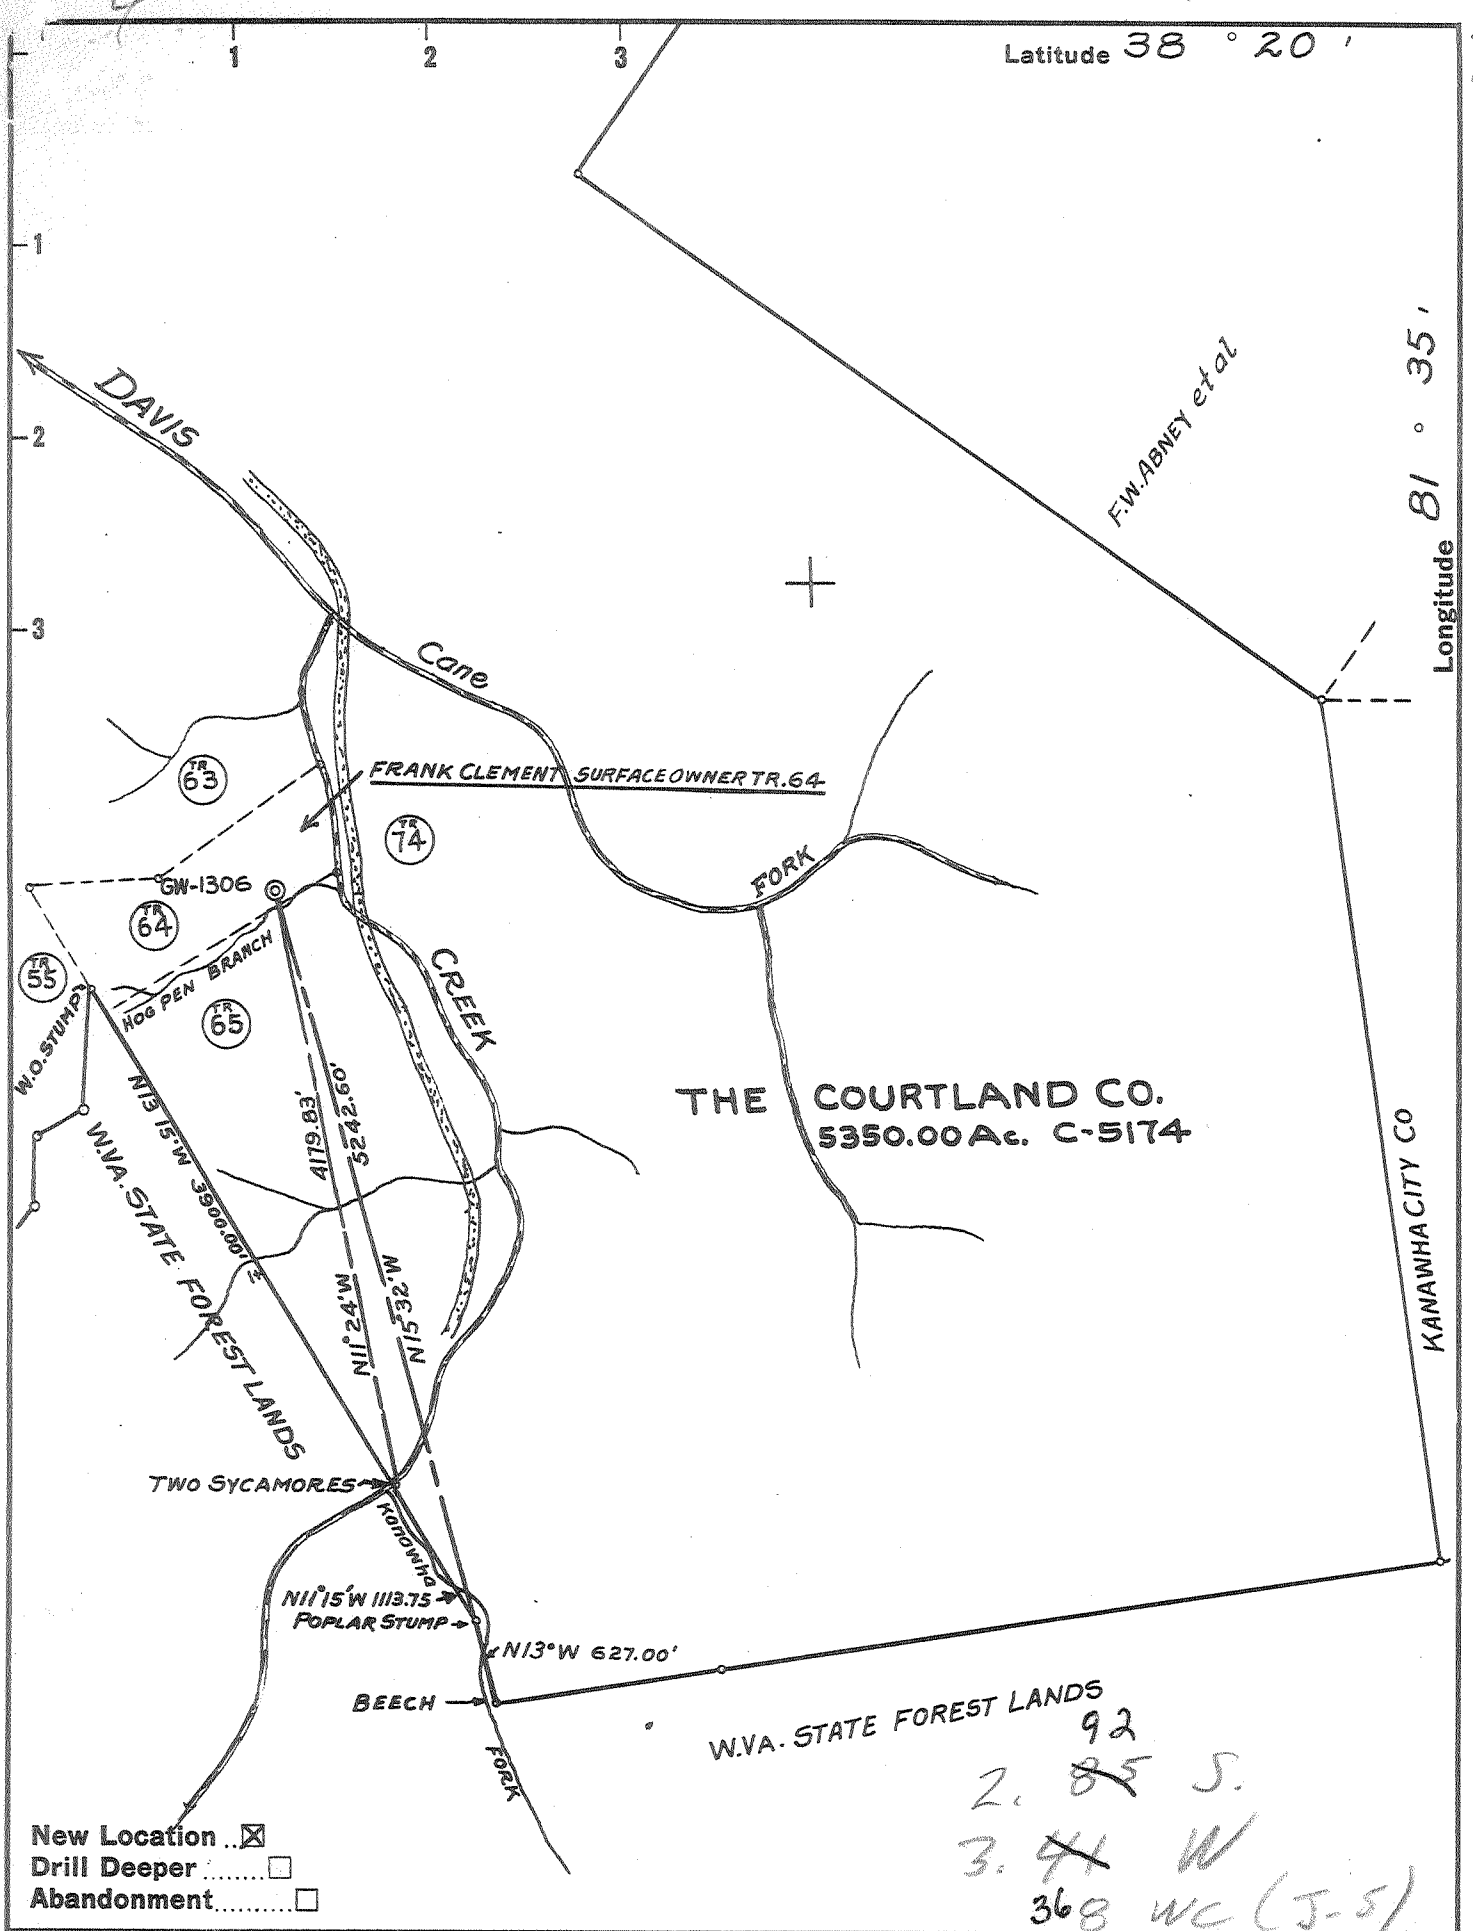 1 2 3
Latitude 38 ° 20 '
1
2
3
Longitude 81 ° 35 '
F.W. ABNEY et al
DAVIS
Cane
TR 63
FRANK CLEMENT SURFACE OWNER TR. 64
TR 74
GW-1306
FORK
TR 64
TR 55
HOG PEN BRANCH
CREEK
W.O. STUMP
TR 65
N13 15'W 3900.00' ±
4179.83'
5242.60'
THE COURTLAND CO.
5350.00 Ac. C-5174
W.VA. STATE FOREST LANDS
KANAWHA CITY CO
N11°24'W
N15°32'W
TWO SYCAMORES
Kanawha
N11°15'W 1113.75
POPLAR STUMP
N13°W 627.00'
BEECH
FORK
W.VA. STATE FOREST LANDS
92
2. 85 S.
3. 41 W
368 WC (J-5)
New Location ..☒
Drill Deeper ........☐
Abandonment..........☐